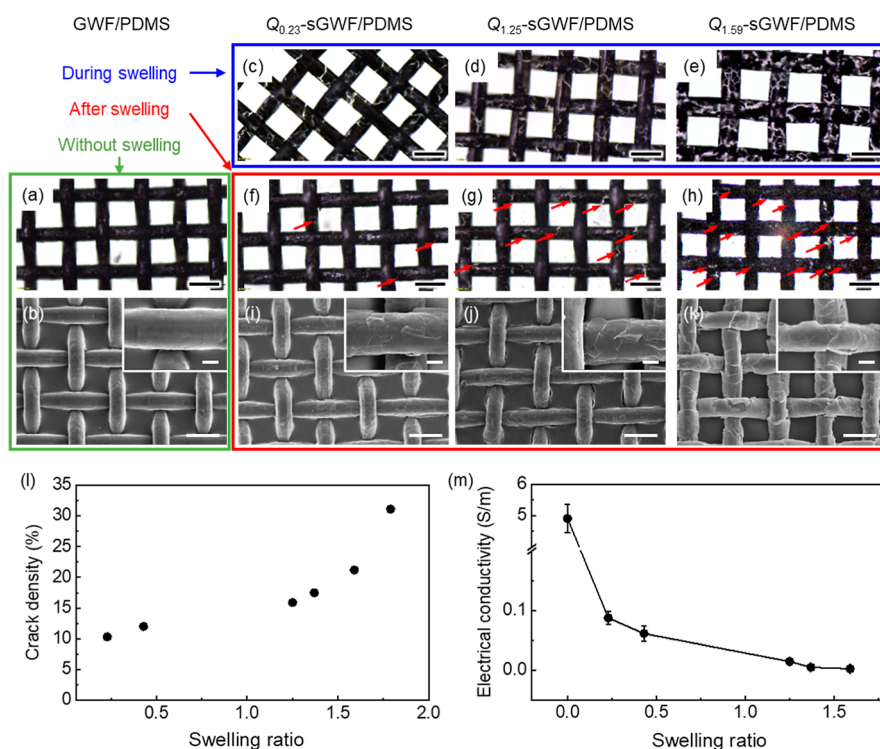 GWF/PDMS Q0.23-sGWF/PDMS Q1.25-sGWF/PDMS Q1.59-sGWF/PDMS
During swelling
After swelling
Without swelling
(c) (d) (e)
(a) (f) (g) (h)
(b) (i) (j) (k)
(l) (m)
Crack density (%)
35
30
25
20
15
10
5
0
0.5 1.0 1.5 2.0
Swelling ratio
Electrical conductivity (S/m)
6
5
0.1
0.0
0.0 0.5 1.0 1.5
Swelling ratio